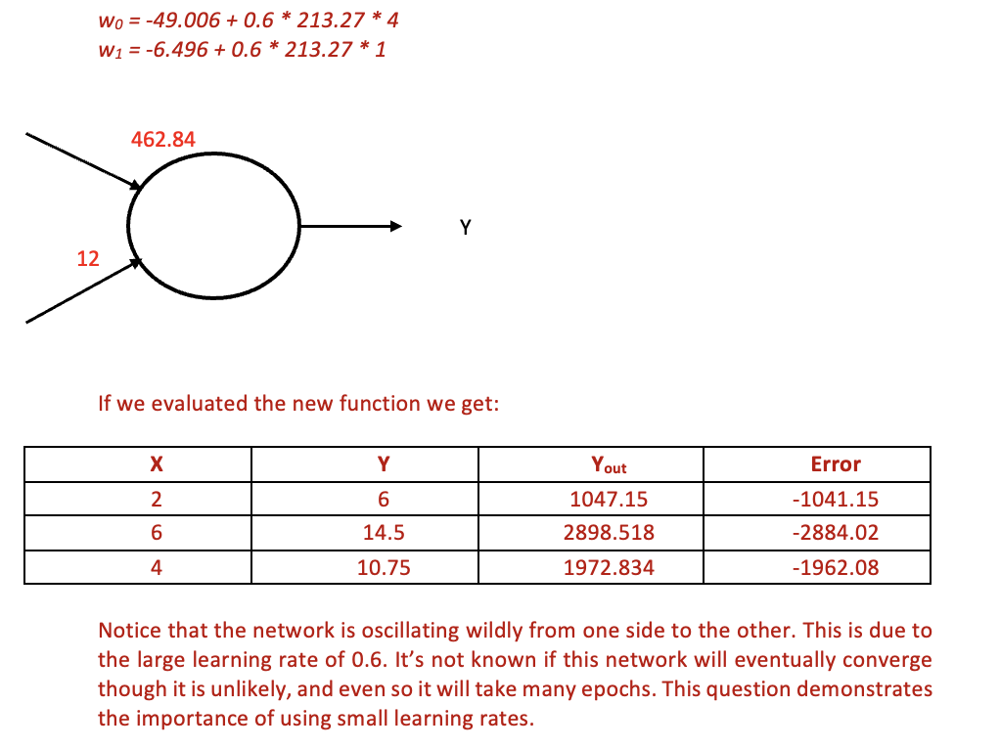 w₀ = -49.006 + 0.6 * 213.27 * 4
w₁ = -6.496 + 0.6 * 213.27 * 1
462.84
Y
12
If we evaluated the new function we get:
X Y Yout Error
2 6 1047.15 -1041.15
6 14.5 2898.518 -2884.02
4 10.75 1972.834 -1962.08
Notice that the network is oscillating wildly from one side to the other. This is due to
the large learning rate of 0.6. It’s not known if this network will eventually converge
though it is unlikely, and even so it will take many epochs. This question demonstrates
the importance of using small learning rates.